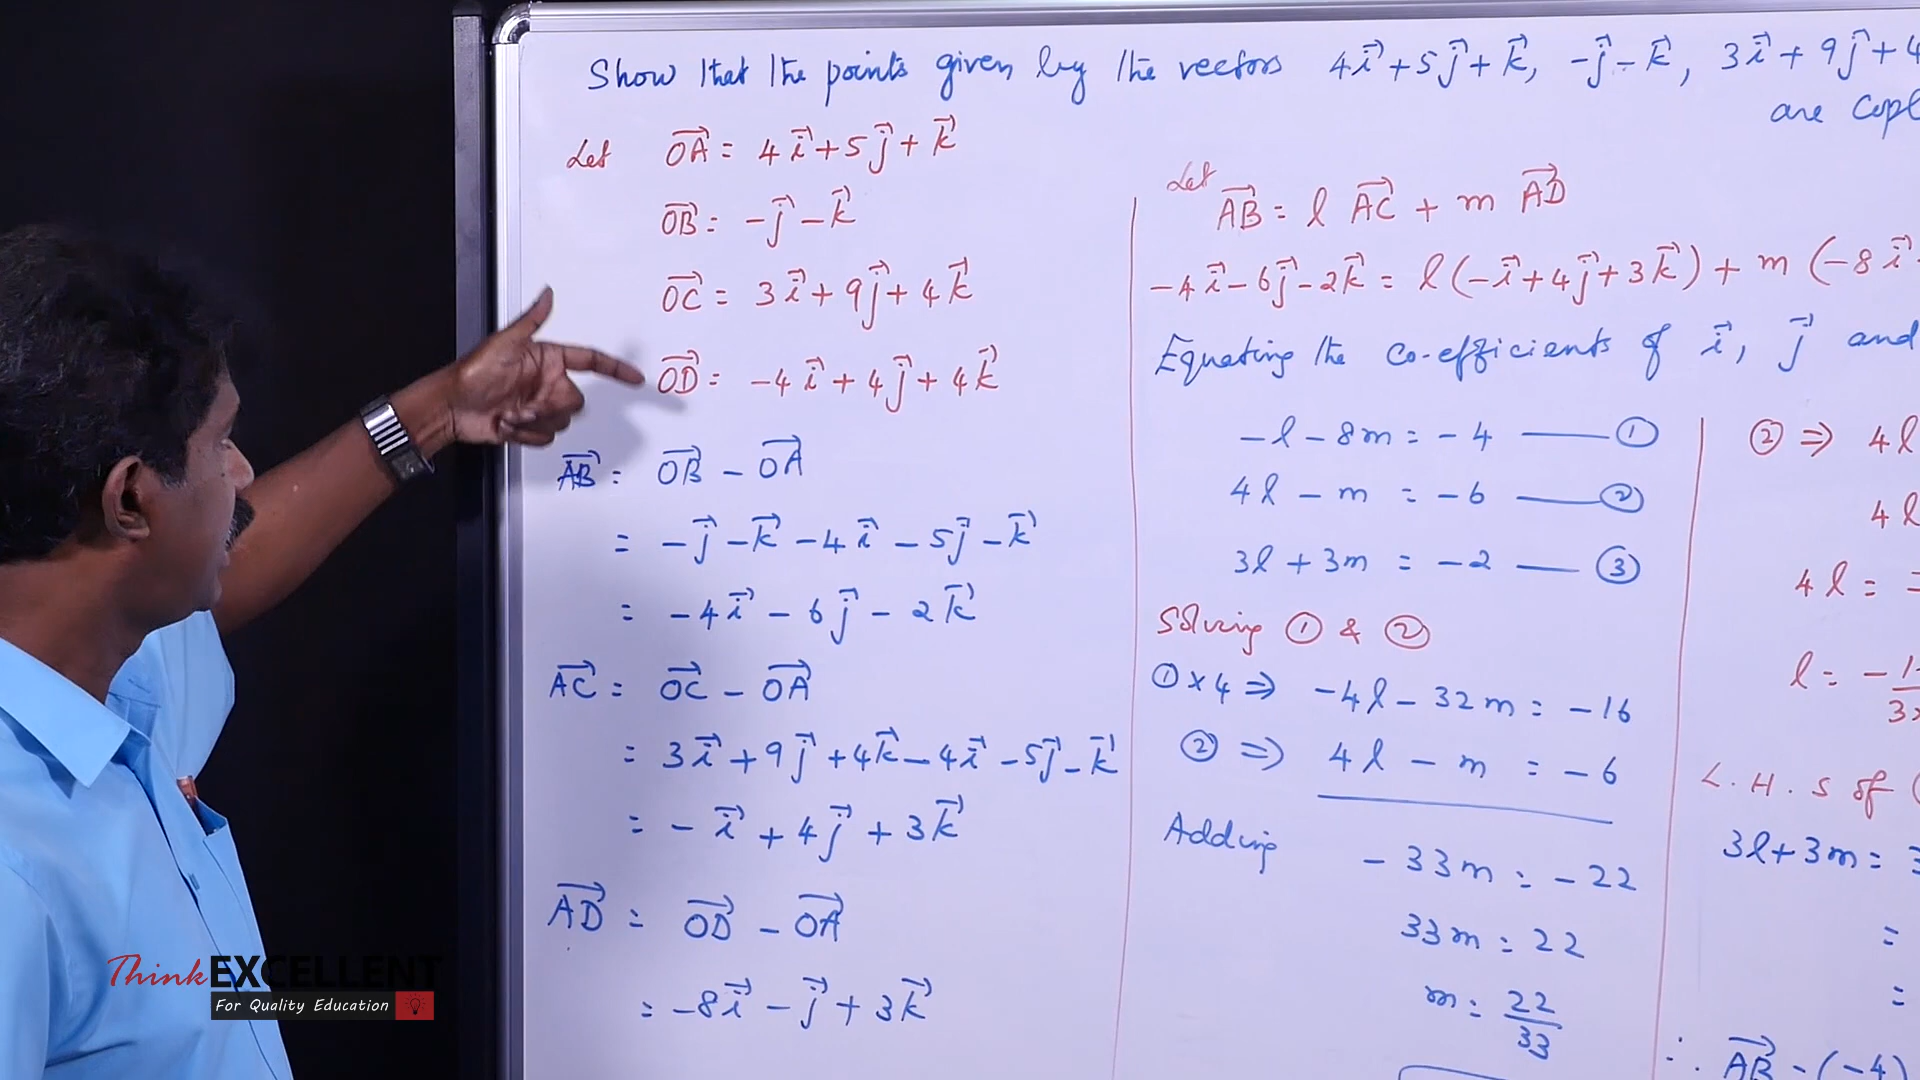 Show that the points given by the vectors 4i⃗+5j⃗+k⃗, -j⃗-k⃗, 3i⃗+9j⃗+4
are copl
Let OA⃗ = 4i⃗+5j⃗+k⃗
OB⃗ = -j⃗-k⃗
OC⃗ = 3i⃗+9j⃗+4k⃗
OD⃗ = -4i⃗+4j⃗+4k⃗
AB⃗ = OB⃗ - OA⃗
= -j⃗-k⃗-4i⃗-5j⃗-k⃗
= -4i⃗-6j⃗-2k⃗
AC⃗ = OC⃗ - OA⃗
= 3i⃗+9j⃗+4k⃗-4i⃗-5j⃗-k⃗
= -i⃗+4j⃗+3k⃗
AD⃗ = OD⃗ - OA⃗
= -8i⃗-j⃗+3k⃗
Let AB⃗ = l AC⃗ + m AD⃗
-4i⃗-6j⃗-2k⃗ = l(-i⃗+4j⃗+3k⃗) + m(-8i⃗
Equating the co-efficients of i⃗, j⃗ and
-l-8m = -4 — ①
4l - m = -6 — ②
3l + 3m = -2 — ③
Solving ① & ②
①×4 ⇒ -4l-32m = -16
② ⇒ 4l - m = -6
Adding -33m = -22
33m = 22
m = 22/33
② ⇒ 4l
4l
4l =
l =
L.H.S of
3l+3m =
=
=
∴ AB⃗ - (-4)
ThinkEXCELLENT
For Quality Education